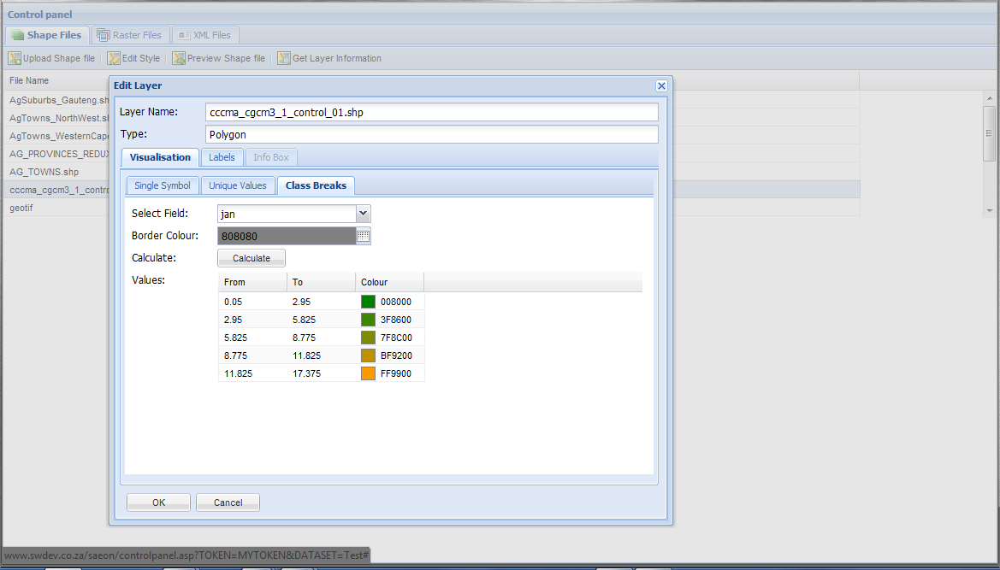 Control panel
Shape Files Raster Files XML Files
Upload Shape file Edit Style Preview Shape file Get Layer Information
File Name
AgSuburbs_Gauteng.sh
AgTowns_NorthWest.sh
AgTowns_WesternCape
AG_PROVINCES_REDUX
AG_TOWNS.shp
cccma_cgcm3_1_contro
geotif
Edit Layer
Layer Name: cccma_cgcm3_1_control_01.shp
Type: Polygon
Visualisation Labels Info Box
Single Symbol Unique Values Class Breaks
Select Field: jan
Border Colour: 808080
Calculate: Calculate
Values: From To Colour
0.05 2.95 008000
2.95 5.825 3F8600
5.825 8.775 7F8C00
8.775 11.825 BF9200
11.825 17.375 FF9900
OK Cancel
www.swdev.co.za/saeon/controlpanel.asp?TOKEN=MYTOKEN&DATASET=Test#